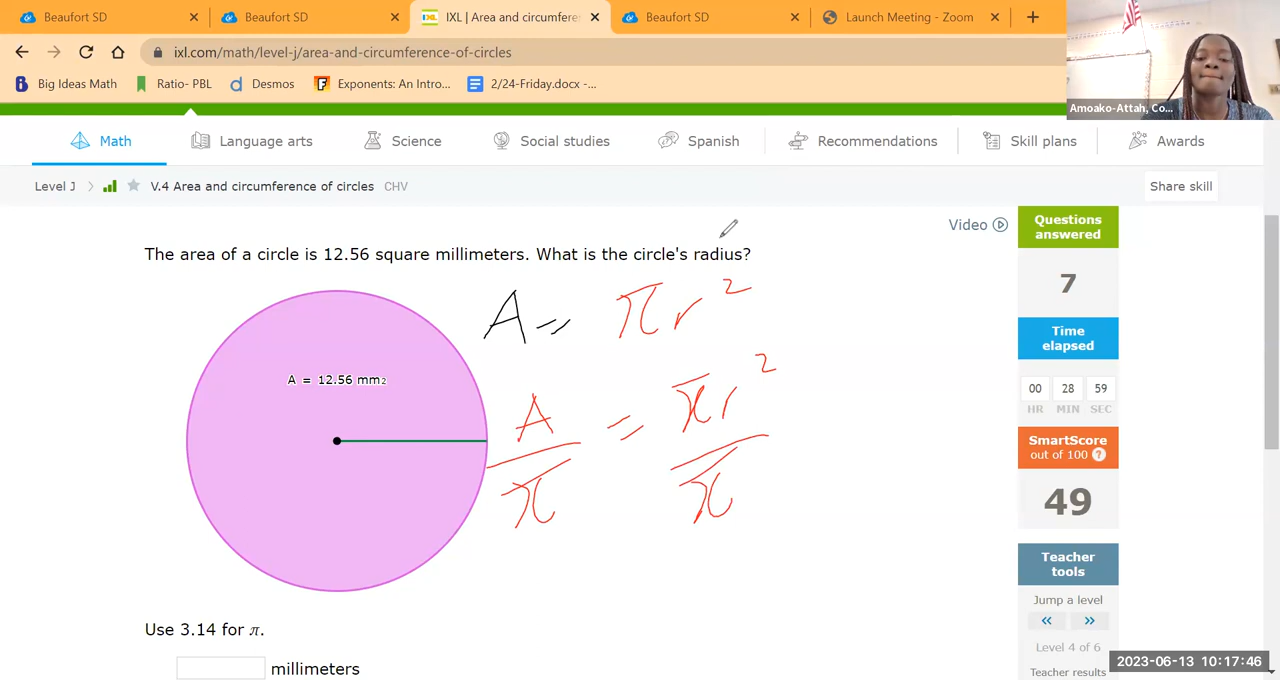 Beaufort SD
Beaufort SD
IXL | Area and circumfere
Beaufort SD
Launch Meeting - Zoom
ixl.com/math/level-j/area-and-circumference-of-circles
Big Ideas Math
Ratio- PBL
Desmos
Exponents: An Intro...
2/24-Friday.docx -...
Amoako-Attah, Co...
Math
Language arts
Science
Social studies
Spanish
Recommendations
Skill plans
Awards
Level J > V.4 Area and circumference of circles CHV
Share skill
Video
The area of a circle is 12.56 square millimeters. What is the circle's radius?
A = πr²
A = 12.56 mm2
A/π = πr²/π
Use 3.14 for π.
millimeters
Questions
answered
7
Time
elapsed
00 28 59
HR MIN SEC
SmartScore
out of 100 ?
49
Teacher
tools
Jump a level
Level 4 of 6
Teacher results
2023-06-13 10:17:46